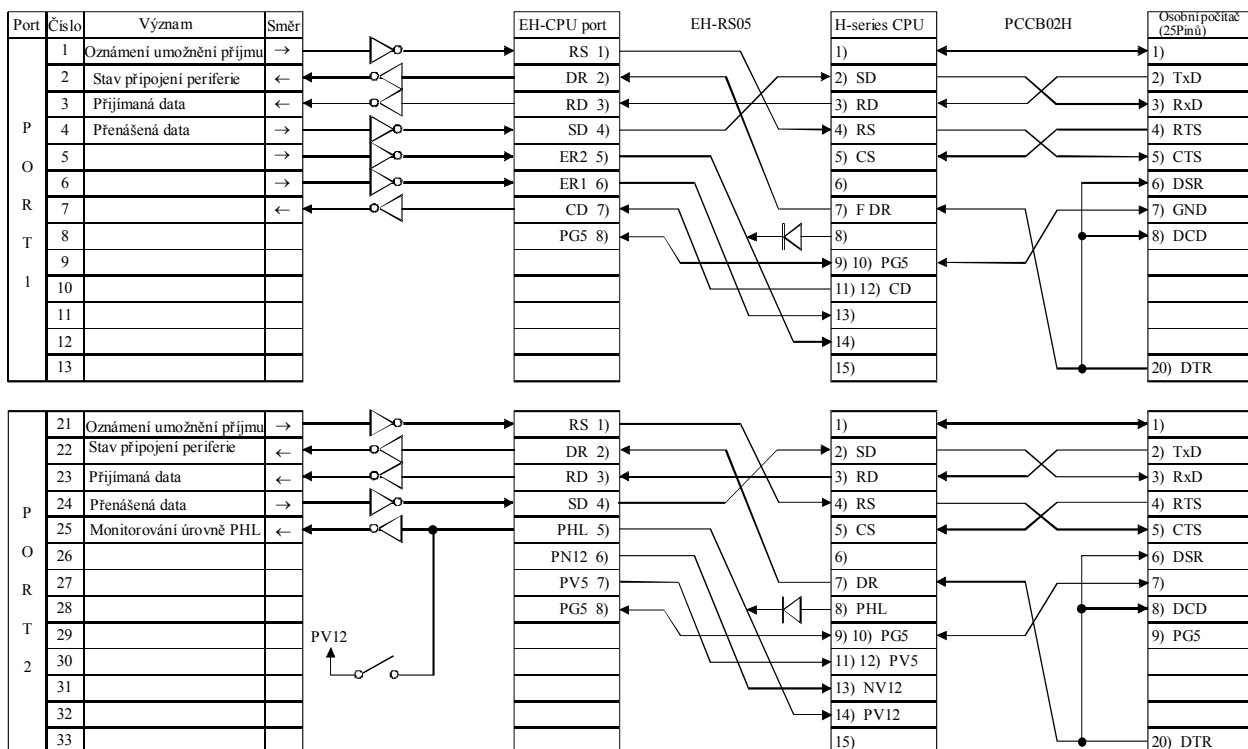 Port Číslo Význam Směr EH-CPU port EH-RS05 H-series CPU PCCB02H Osobní počítač (25Pinů)
P O R T 1
1 Oznámení umožnění příjmu → RS 1) 1) 1)
2 Stav připojení periferie ← DR 2) 2) SD 2) TxD
3 Přijímaná data ← RD 3) 3) RD 3) RxD
4 Přenášená data → SD 4) 4) RS 4) RTS
5 → ER2 5) 5) CS 5) CTS
6 → ER1 6) 6) 6) DSR
7 ← CD 7) 7) F DR 7) GND
8 PG5 8) 8) 8) DCD
9 9) 10) PG5
10 11) 12) CD
11 13)
12 14)
13 15) 20) DTR
P O R T 2
21 Oznámení umožnění příjmu → RS 1) 1) 1)
22 Stav připojení periferie ← DR 2) 2) SD 2) TxD
23 Přijímaná data ← RD 3) 3) RD 3) RxD
24 Přenášená data → SD 4) 4) RS 4) RTS
25 Monitorování úrovně PHL ← PHL 5) 5) CS 5) CTS
26 PN12 6) 6) 6) DSR
27 PV5 7) 7) DR 7)
28 PG5 8) 8) PHL 8) DCD
29 PV12 9) 10) PG5 9) PG5
30 11) 12) PV5
31 13) NV12
32 14) PV12
33 15) 20) DTR